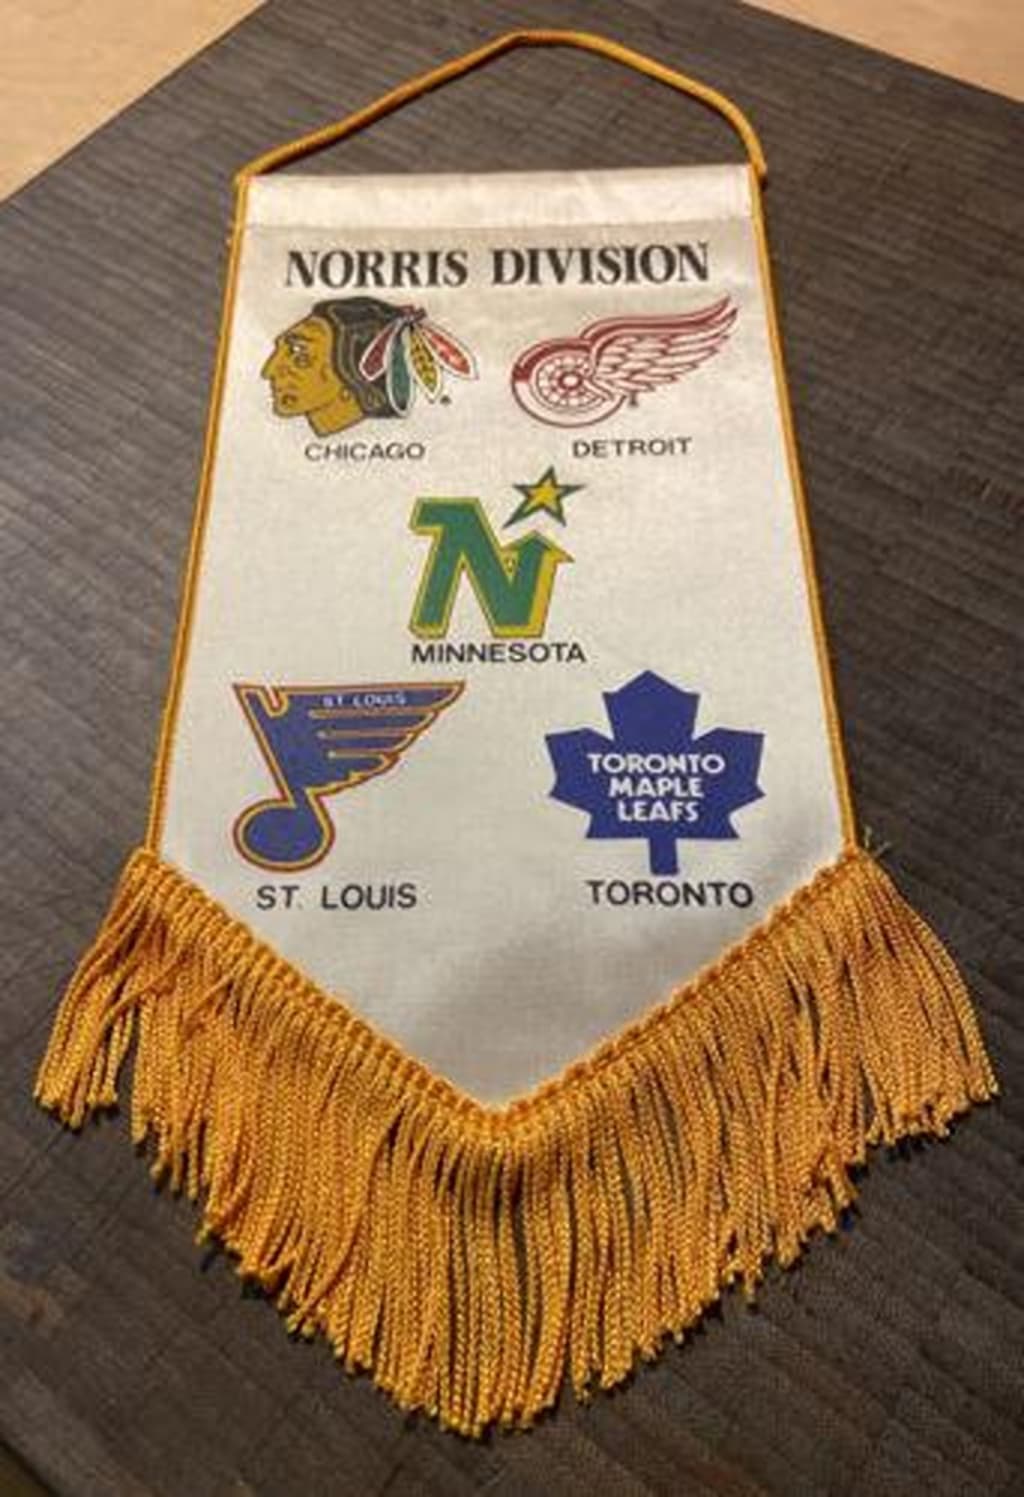 NORRIS DIVISION
CHICAGO
DETROIT
MINNESOTA
ST LOUIS
ST. LOUIS
TORONTO
MAPLE
LEAFS
TORONTO